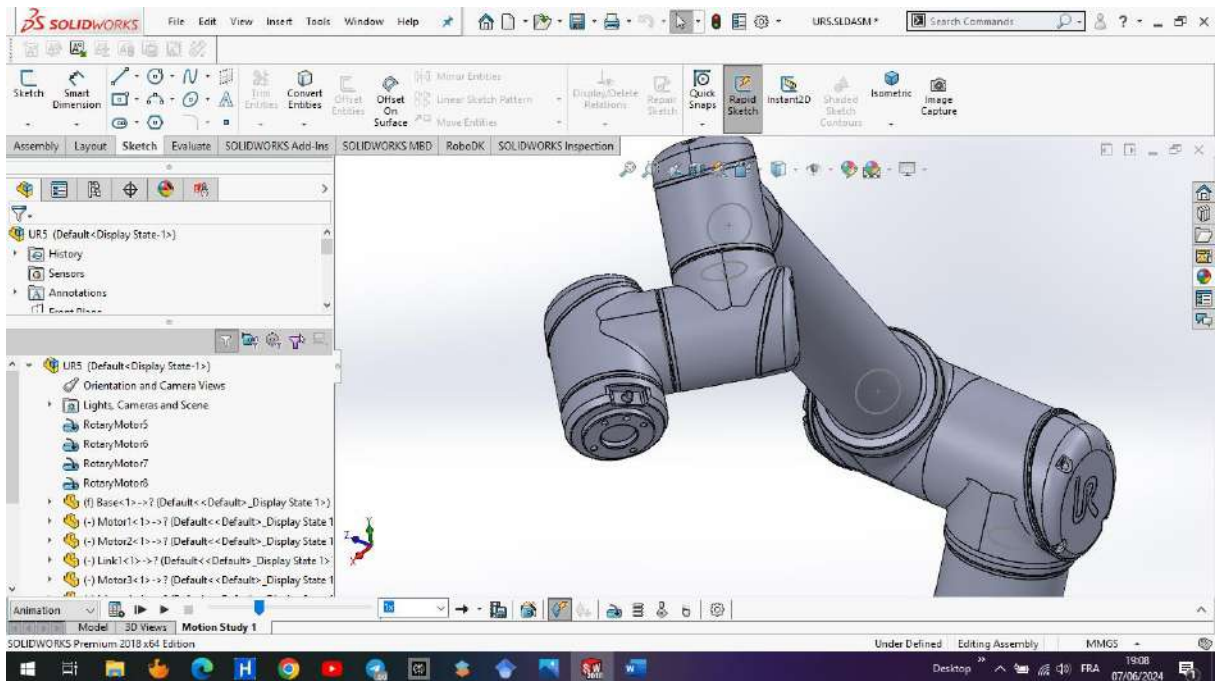 SOLIDWORKS File Edit View Insert Tools Window Help URS.SLDASM * Search Commands ?
Sketch Smart Dimension Trim Entities Convert Entities Offset Entities Offset On Surface Mirror Entities Linear Sketch Pattern Move Entities Display/Delete Relations Repair Sketch Quick Snaps Rapid Sketch Instant2D Shaded Sketch Contours Isometric Image Capture
Assembly Layout Sketch Evaluate SOLIDWORKS Add-Ins SOLIDWORKS MBD RoboDK SOLIDWORKS Inspection
UR5 (Default<Display State-1>)
History
Sensors
Annotations
Front Plane
UR5 (Default<Display State-1>)
Orientation and Camera Views
Lights, Cameras and Scene
RotaryMotor5
RotaryMotor6
RotaryMotor7
RotaryMotor8
(f) Base<1>->? (Default<<Default>_Display State 1>)
(-) Motor1<1>->? (Default<<Default>_Display State 1
(-) Motor2<1>->? (Default<<Default>_Display State 1
(-) Link1<1>->? (Default<<Default>_Display State 1>
(-) Motor3<1>->? (Default<<Default>_Display State 1
UR
Y
Z
X
Animation 1x
Model 3D Views Motion Study 1
SOLIDWORKS Premium 2018 x64 Edition Under Defined Editing Assembly MMGS
Desktop FRA 19:08
07/06/2024